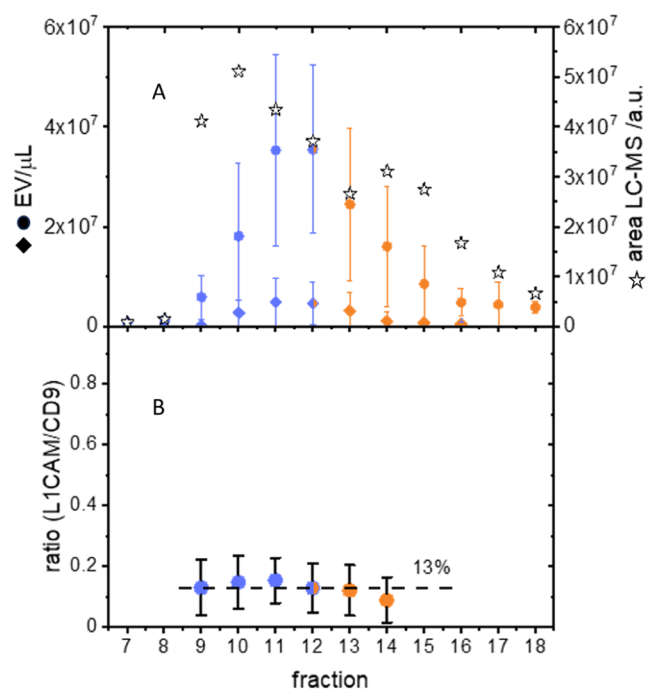 6x10⁷ 6x10⁷
5x10⁷
A
4x10⁷ 4x10⁷
3x10⁷
2x10⁷ 2x10⁷
1x10⁷
0 0
EV/μL
area LC-MS /a.u.
B
0.8
0.6
0.4
0.2
0
13%
ratio (L1CAM/CD9)
7 8 9 10 11 12 13 14 15 16 17 18
fraction